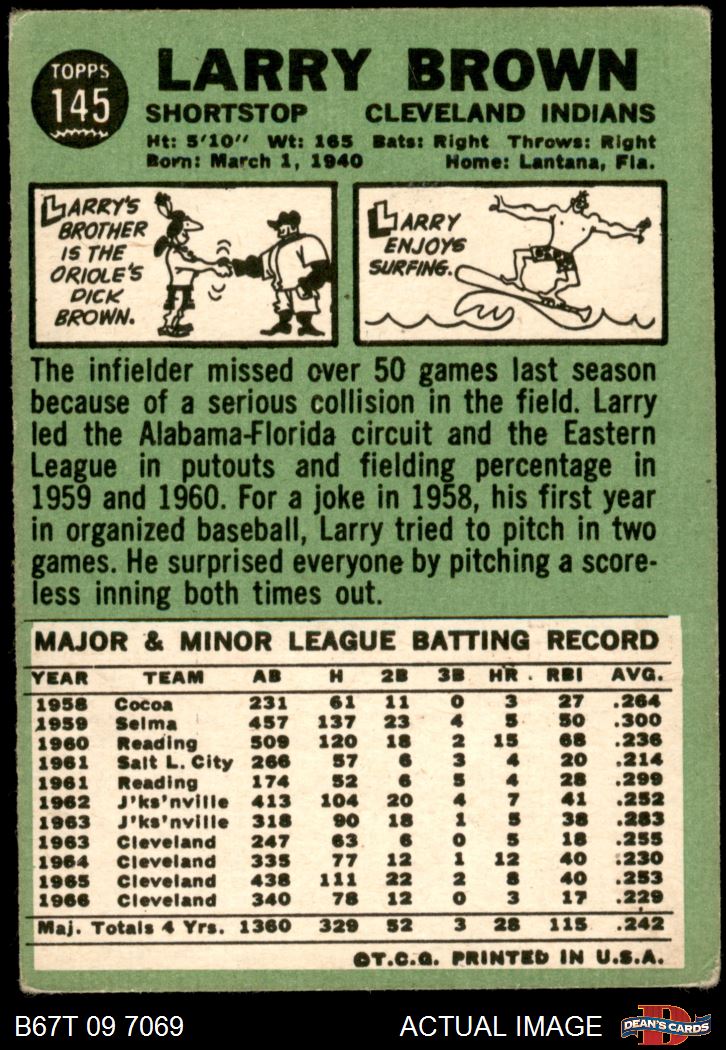 TOPPS
145
LARRY BROWN
SHORTSTOP CLEVELAND INDIANS
Ht: 5'10" Wt: 165 Bats: Right Throws: Right
Born: March 1, 1940 Home: Lantana, Fla.
LARRY'S
BROTHER
IS THE
ORIOLE'S
DICK
BROWN.
LARRY
ENJOYS
SURFING.
The infielder missed over 50 games last season
because of a serious collision in the field. Larry
led the Alabama-Florida circuit and the Eastern
League in putouts and fielding percentage in
1959 and 1960. For a joke in 1958, his first year
in organized baseball, Larry tried to pitch in two
games. He surprised everyone by pitching a score-
less inning both times out.
MAJOR & MINOR LEAGUE BATTING RECORD
YEAR TEAM AB H 2B 3B HR RBI AVG.
1958 Cocoa 231 61 11 0 3 27 .264
1959 Selma 457 137 23 4 5 50 .300
1960 Reading 509 120 18 2 15 68 .236
1961 Salt L. City 266 57 6 3 4 20 .214
1961 Reading 174 52 6 5 4 28 .299
1962 J'ks'nville 413 104 20 4 7 41 .252
1963 J'ks'nville 318 90 18 1 5 38 .283
1963 Cleveland 247 63 6 0 5 18 .255
1964 Cleveland 335 77 12 1 12 40 .230
1965 Cleveland 438 111 22 2 8 40 .253
1966 Cleveland 340 78 12 0 3 17 .229
Maj. Totals 4 Yrs. 1360 329 52 3 28 115 .242
©T.C.G. PRINTED IN U.S.A.
B67T 09 7069 ACTUAL IMAGE
D
DEAN'S CARDS